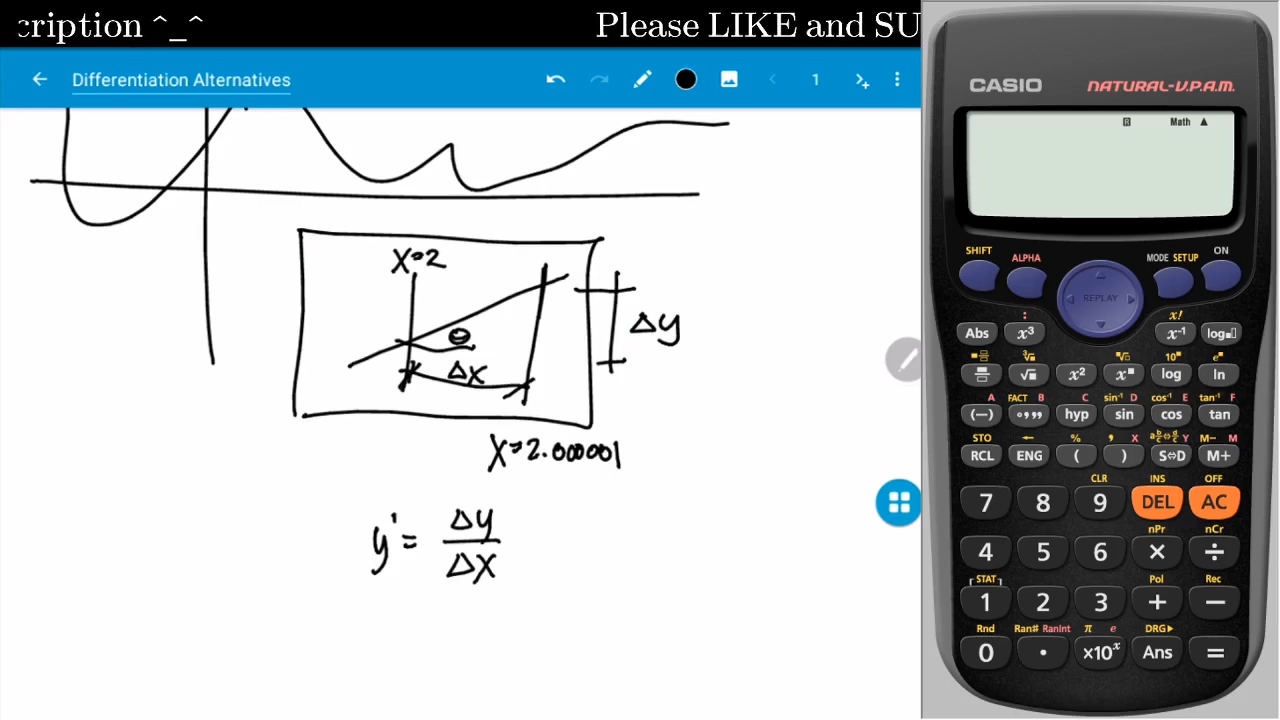 cription ^_^ Please LIKE and SU
Differentiation Alternatives
1
X=2
θ
ΔX
Δy
X=2.000001
y' = Δy
ΔX
CASIO NATURAL-V.P.A.M.
R Math ▲
SHIFT ALPHA MODE SETUP ON
REPLAY
: x!
Abs x³ x⁻¹ log
10 e
√ x² x log ln
A FACT B C sin⁻¹ D cos⁻¹ E tan⁻¹ F
(−) °,,, hyp sin cos tan
STO ← % , X a b/c⇔d/c Y M− M
RCL ENG ( ) S⇔D M+
CLR INS OFF
7 8 9 DEL AC
nPr nCr
4 5 6 × ÷
STAT Pol Rec
1 2 3 + −
Rnd Ran# RanInt π e DRG▶
0 • ×10ˣ Ans =